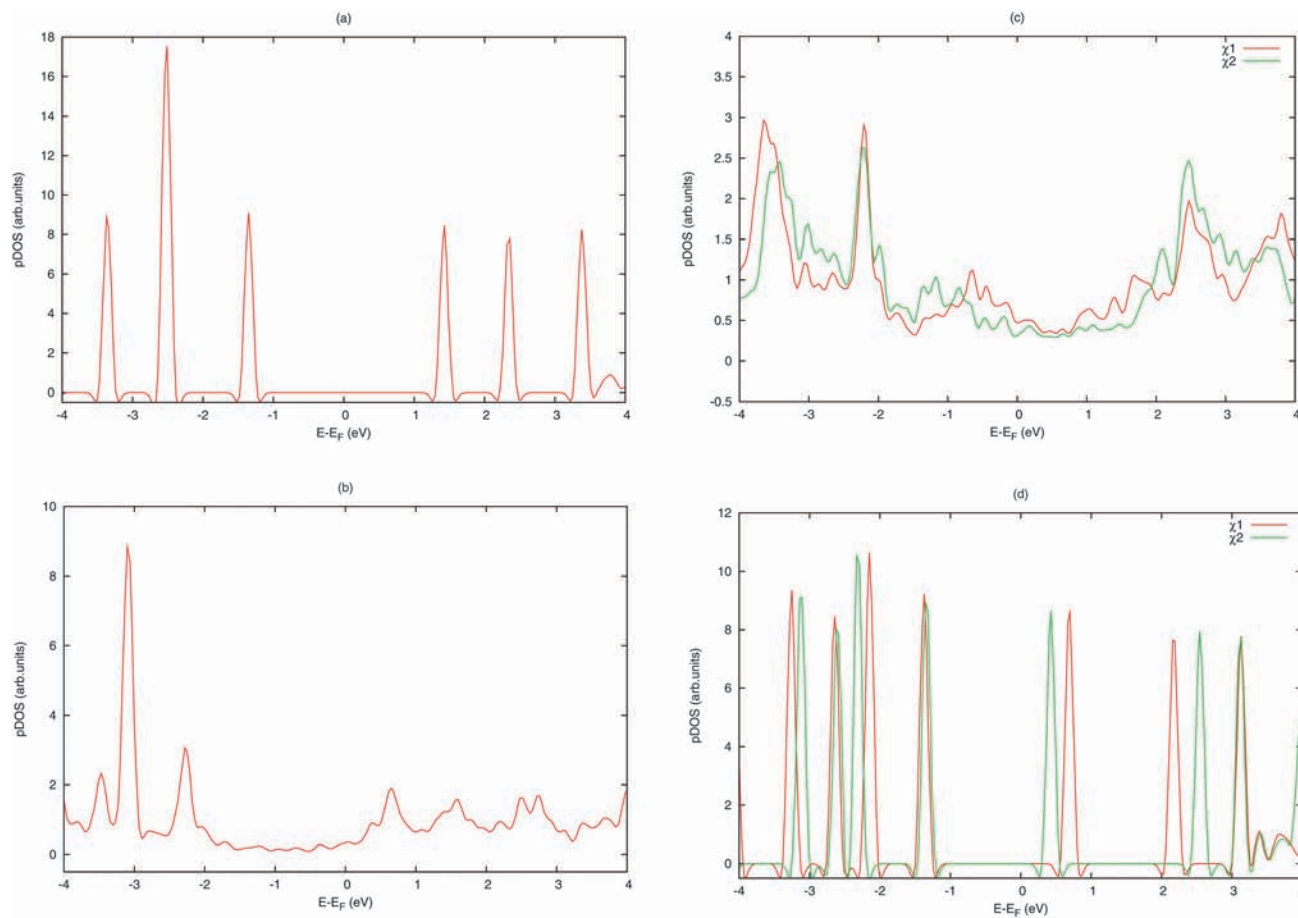 (a)
18
16
14
12
10
8
6
4
2
0
pDOS (arb.units)
-4 -3 -2 -1 0 1 2 3 4
E-E_F (eV)
(c)
χ1
χ2
4
3.5
3
2.5
2
1.5
1
0.5
0
-0.5
pDOS (arb.units)
-4 -3 -2 -1 0 1 2 3 4
E-E_F (eV)
(b)
10
8
6
4
2
0
pDOS (arb.units)
-4 -3 -2 -1 0 1 2 3 4
E-E_F (eV)
(d)
χ1
χ2
12
10
8
6
4
2
0
pDOS (arb.units)
-4 -3 -2 -1 0 1 2 3
E-E_F (eV)